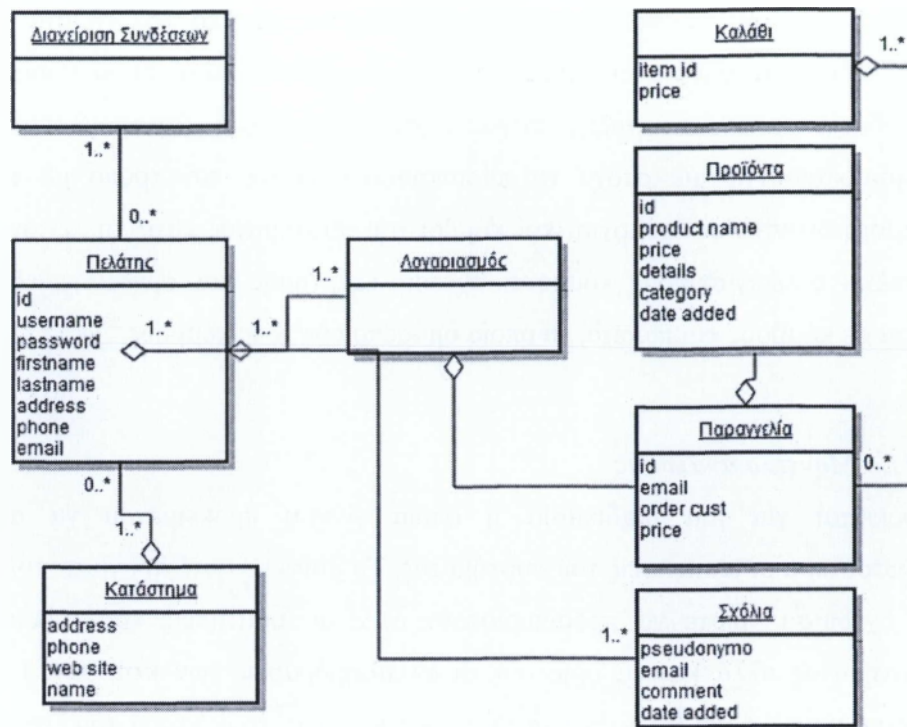 Διαχείριση Συνδέσεων
1..*
0..*
Πελάτης
id
username
password
firstname
lastname
address
phone
email
1..*
1..*
1..*
0..*
1..*
Κατάστημα
address
phone
web site
name
Λογαριασμός
Καλάθι
item id
price
1..*
Προϊόντα
id
product name
price
details
category
date added
Παραγγελία
id
email
order cust
price
0..*
1..*
Σχόλια
pseudonymo
email
comment
date added